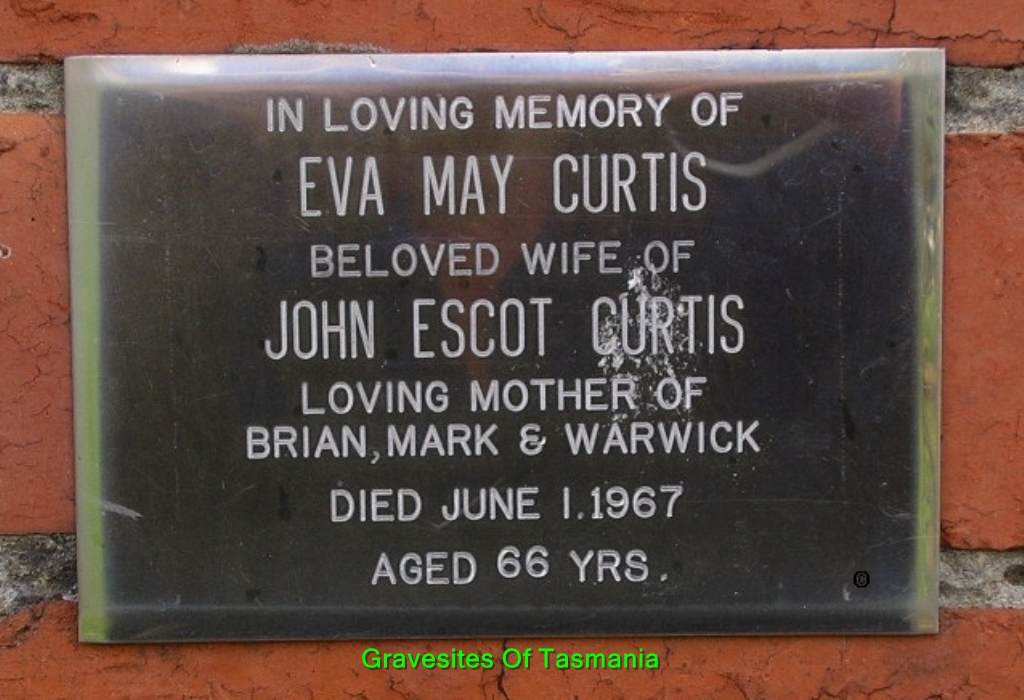 IN LOVING MEMORY OF
EVA MAY CURTIS
BELOVED WIFE OF
JOHN ESCOT CURTIS
LOVING MOTHER OF
BRIAN, MARK & WARWICK
DIED JUNE 1. 1967
AGED 66 YRS.
©
Gravesites Of Tasmania